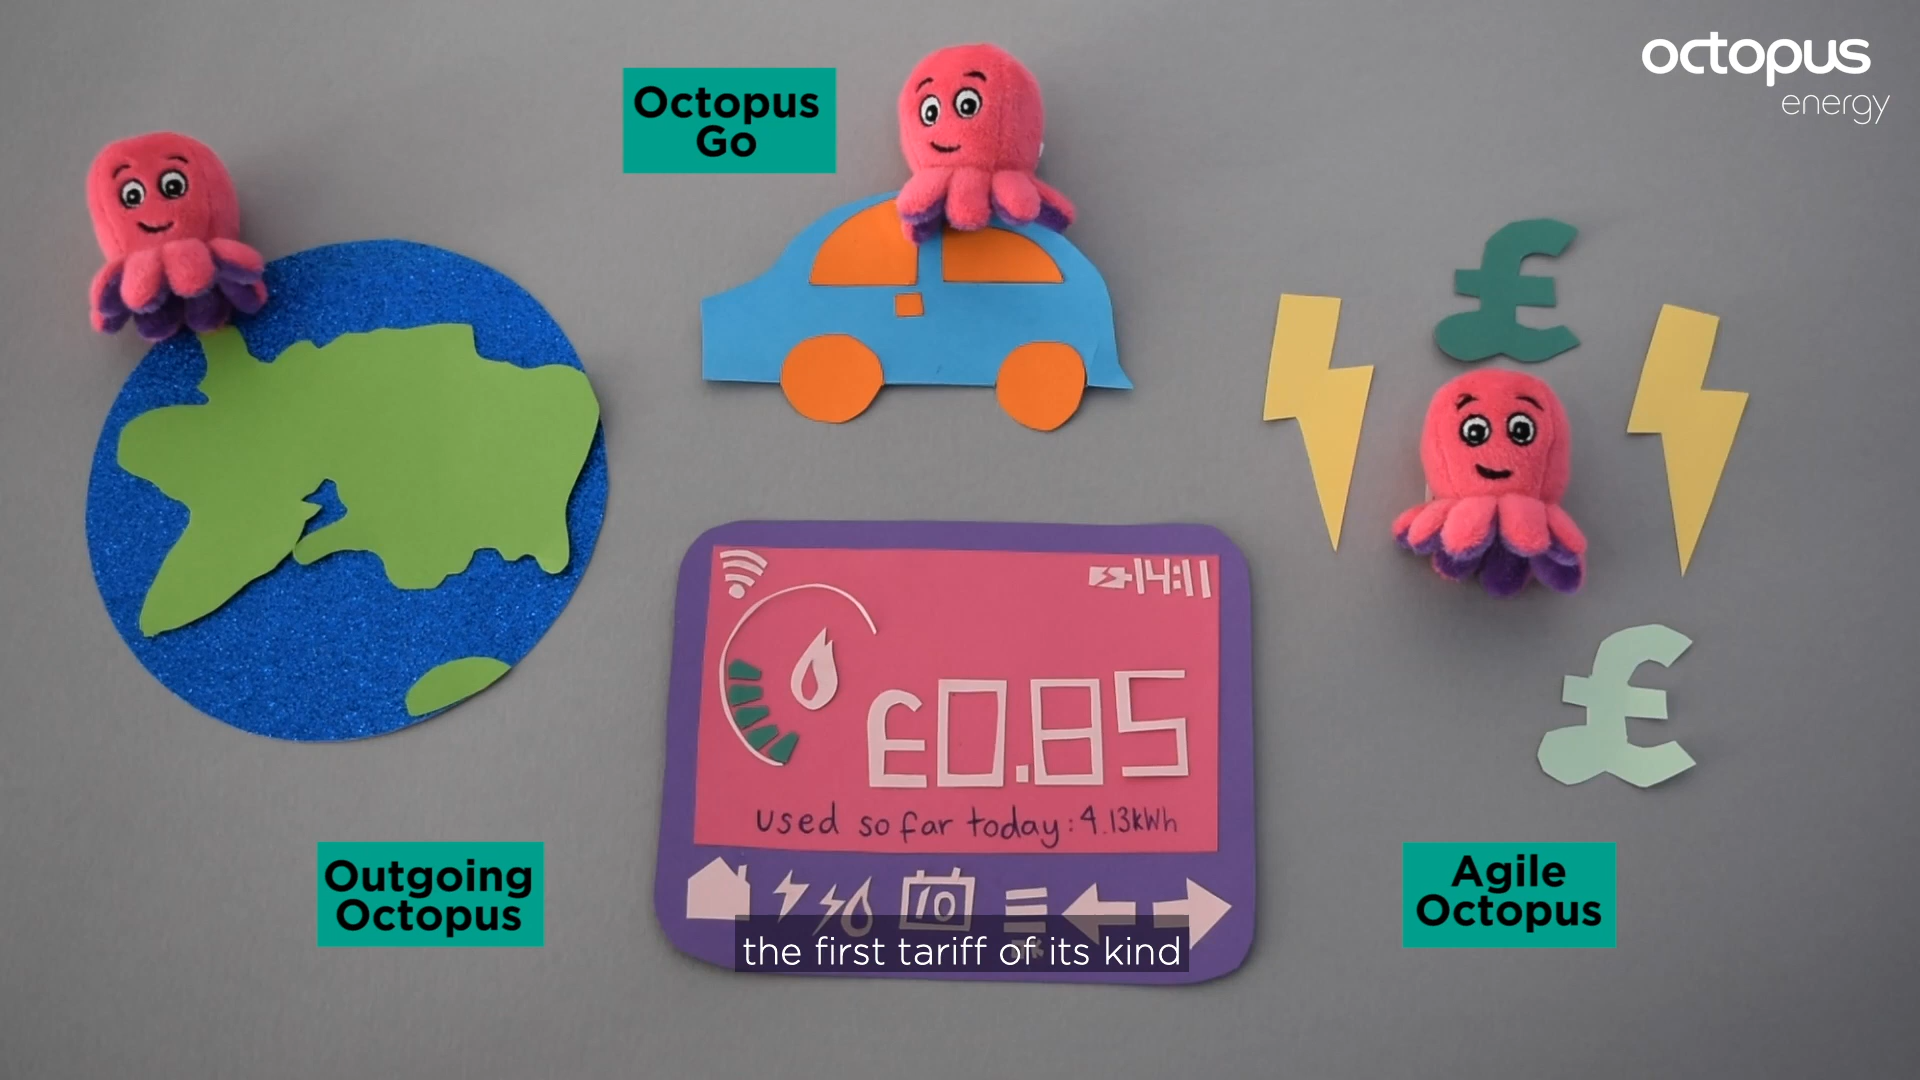 octopus
energy
Octopus
Go
£
14:11
£0.85
used so far today: 4.13kWh
£
Outgoing
Octopus
Agile
Octopus
10
the first tariff of its kind